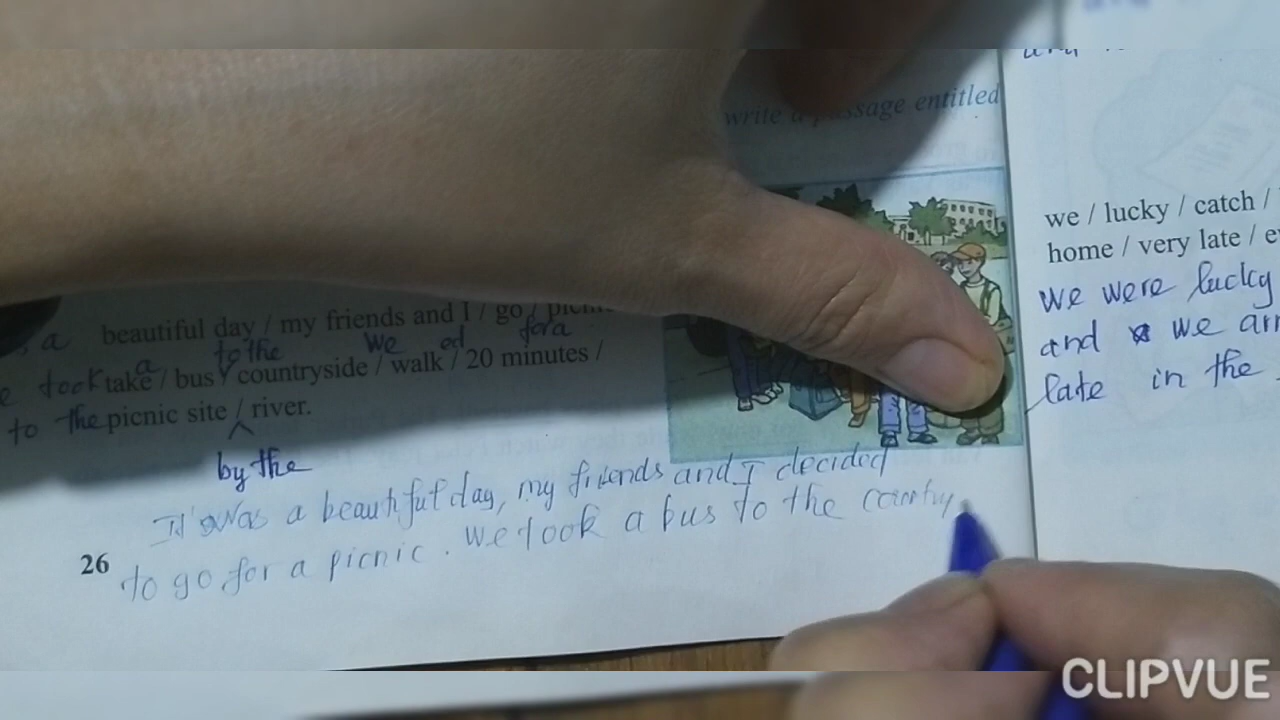 write a passage entitled
a beautiful day / my friends and I / go /
to the We ed for a
took take a / bus / countryside / walk / 20 minutes /
to the picnic site / river.
by the
It was a beautiful day, my friends and I decided
to go for a picnic. We took a bus to the country
26
we / lucky / catch /
home / very late /
We were lucky
and we
late in the
CLIPVUE